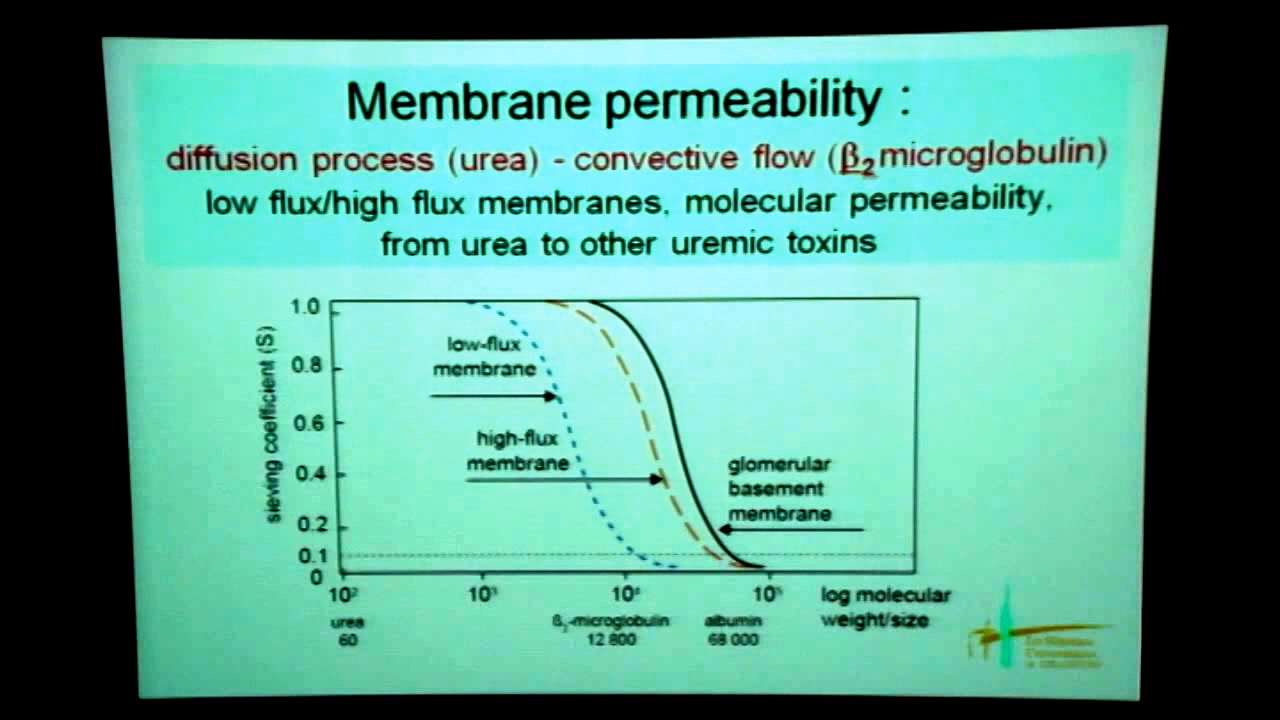 Membrane permeability :
diffusion process (urea) - convective flow (β₂microglobulin)
low flux/high flux membranes, molecular permeability,
from urea to other uremic toxins
sieving coefficient (S)
1.0
0.8
0.6
0.4
0.2
0.1
0
low-flux
membrane
high-flux
membrane
glomerular
basement
membrane
10²
10³
10⁴
10⁵
log molecular
weight/size
urea
60
ß₂-microglobulin
12 800
albumin
68 000